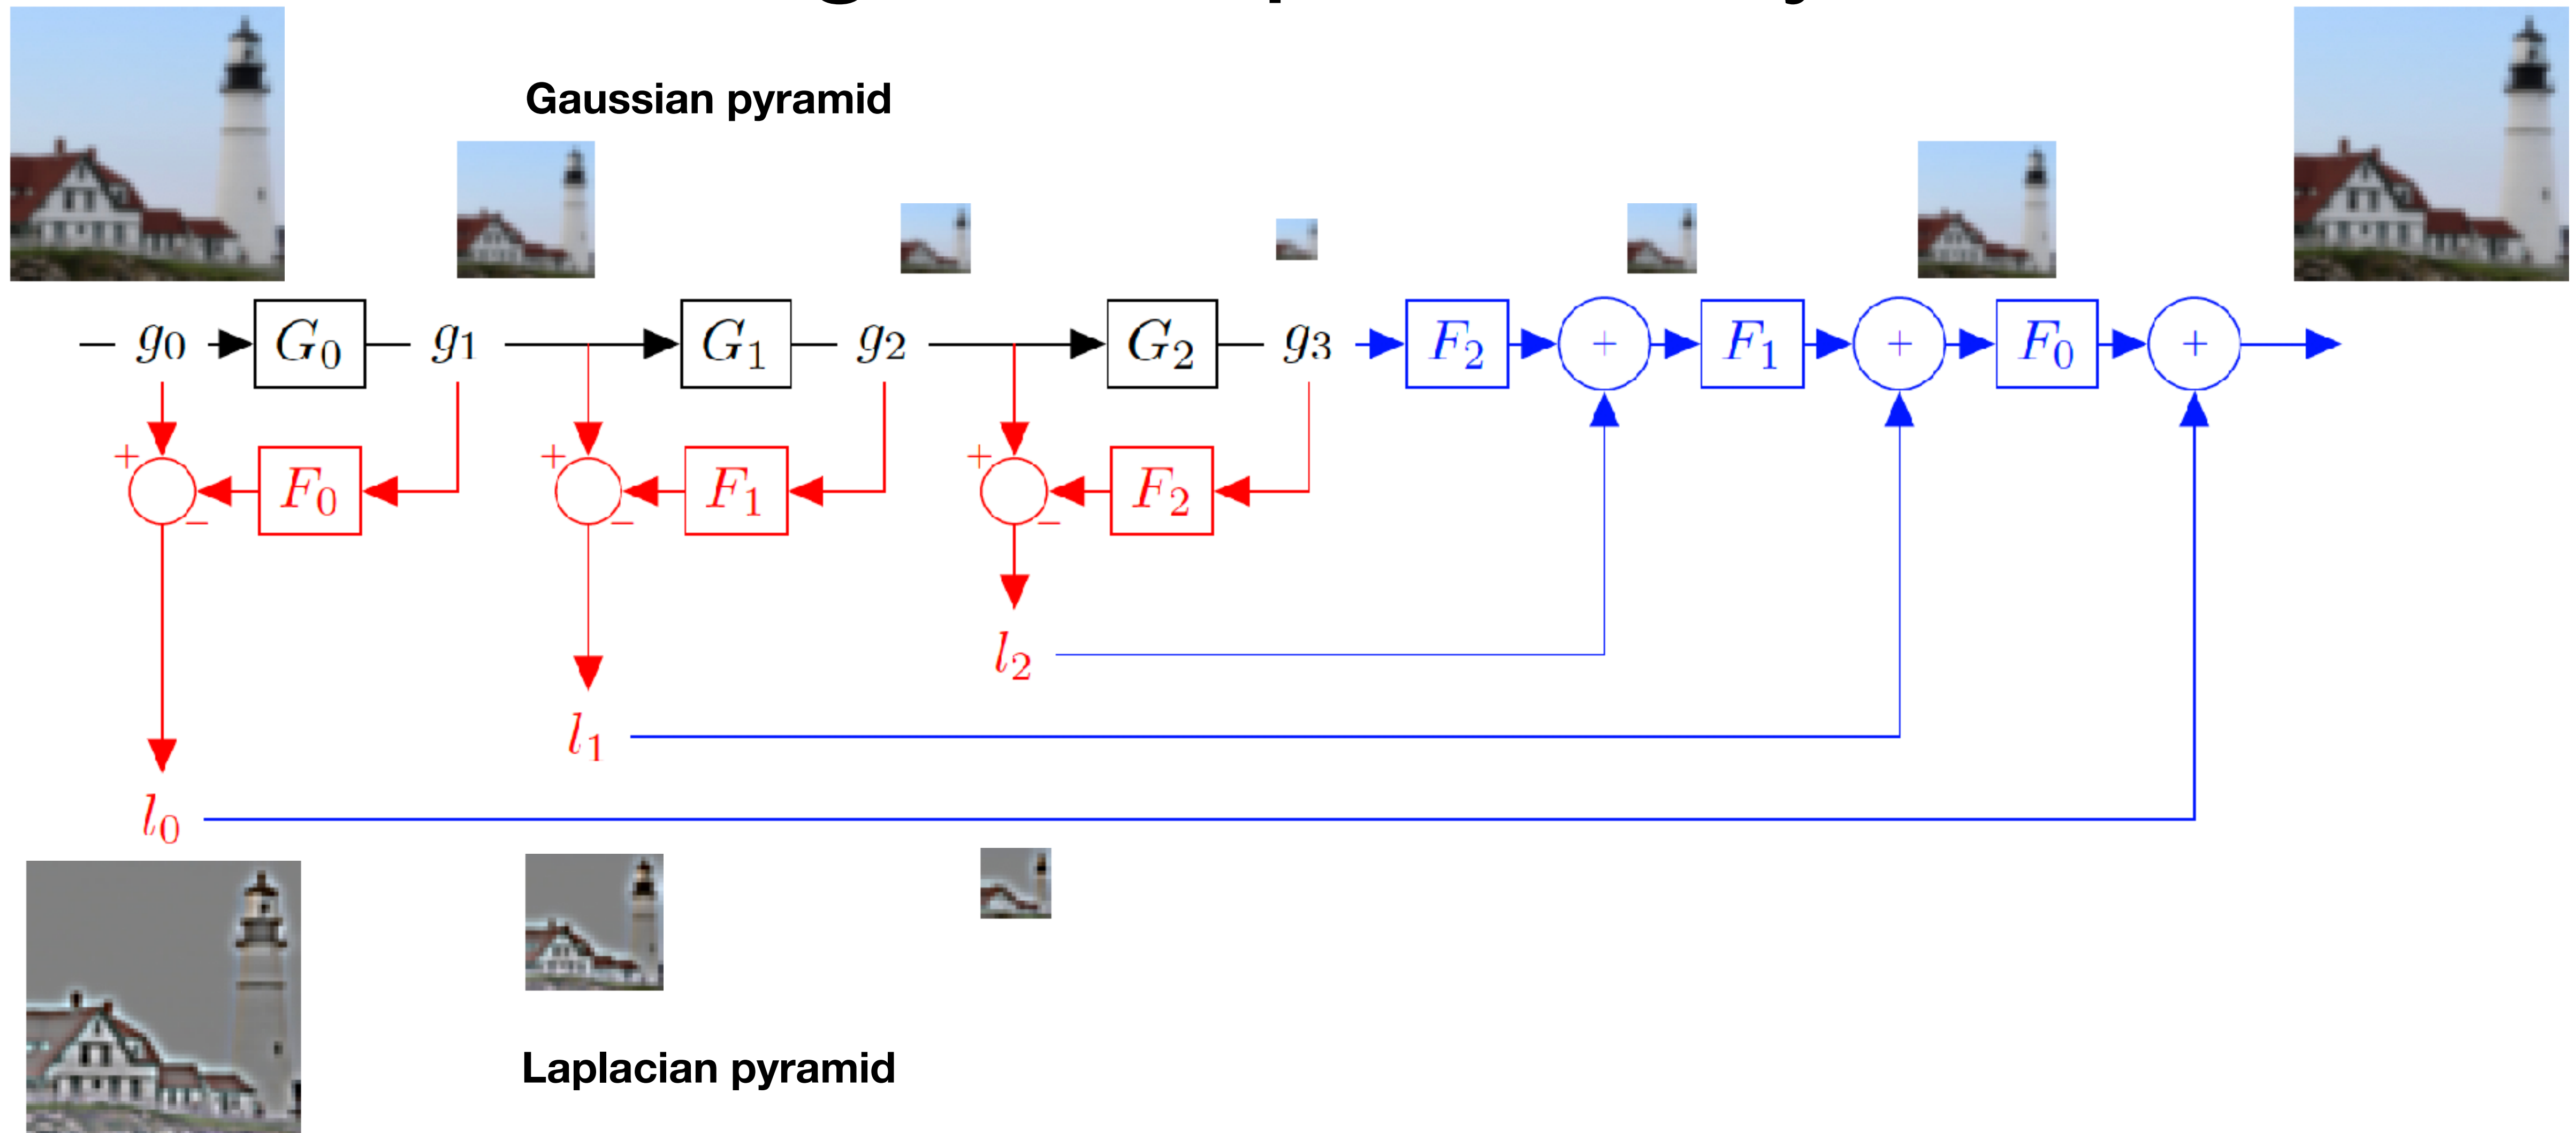 Gaussian pyramid
g₀ G₀ g₁ G₁ g₂ G₂ g₃ F₂ + F₁ + F₀ +
+ F₀ − + F₁ − + F₂ −
l₂
l₁
l₀
Laplacian pyramid